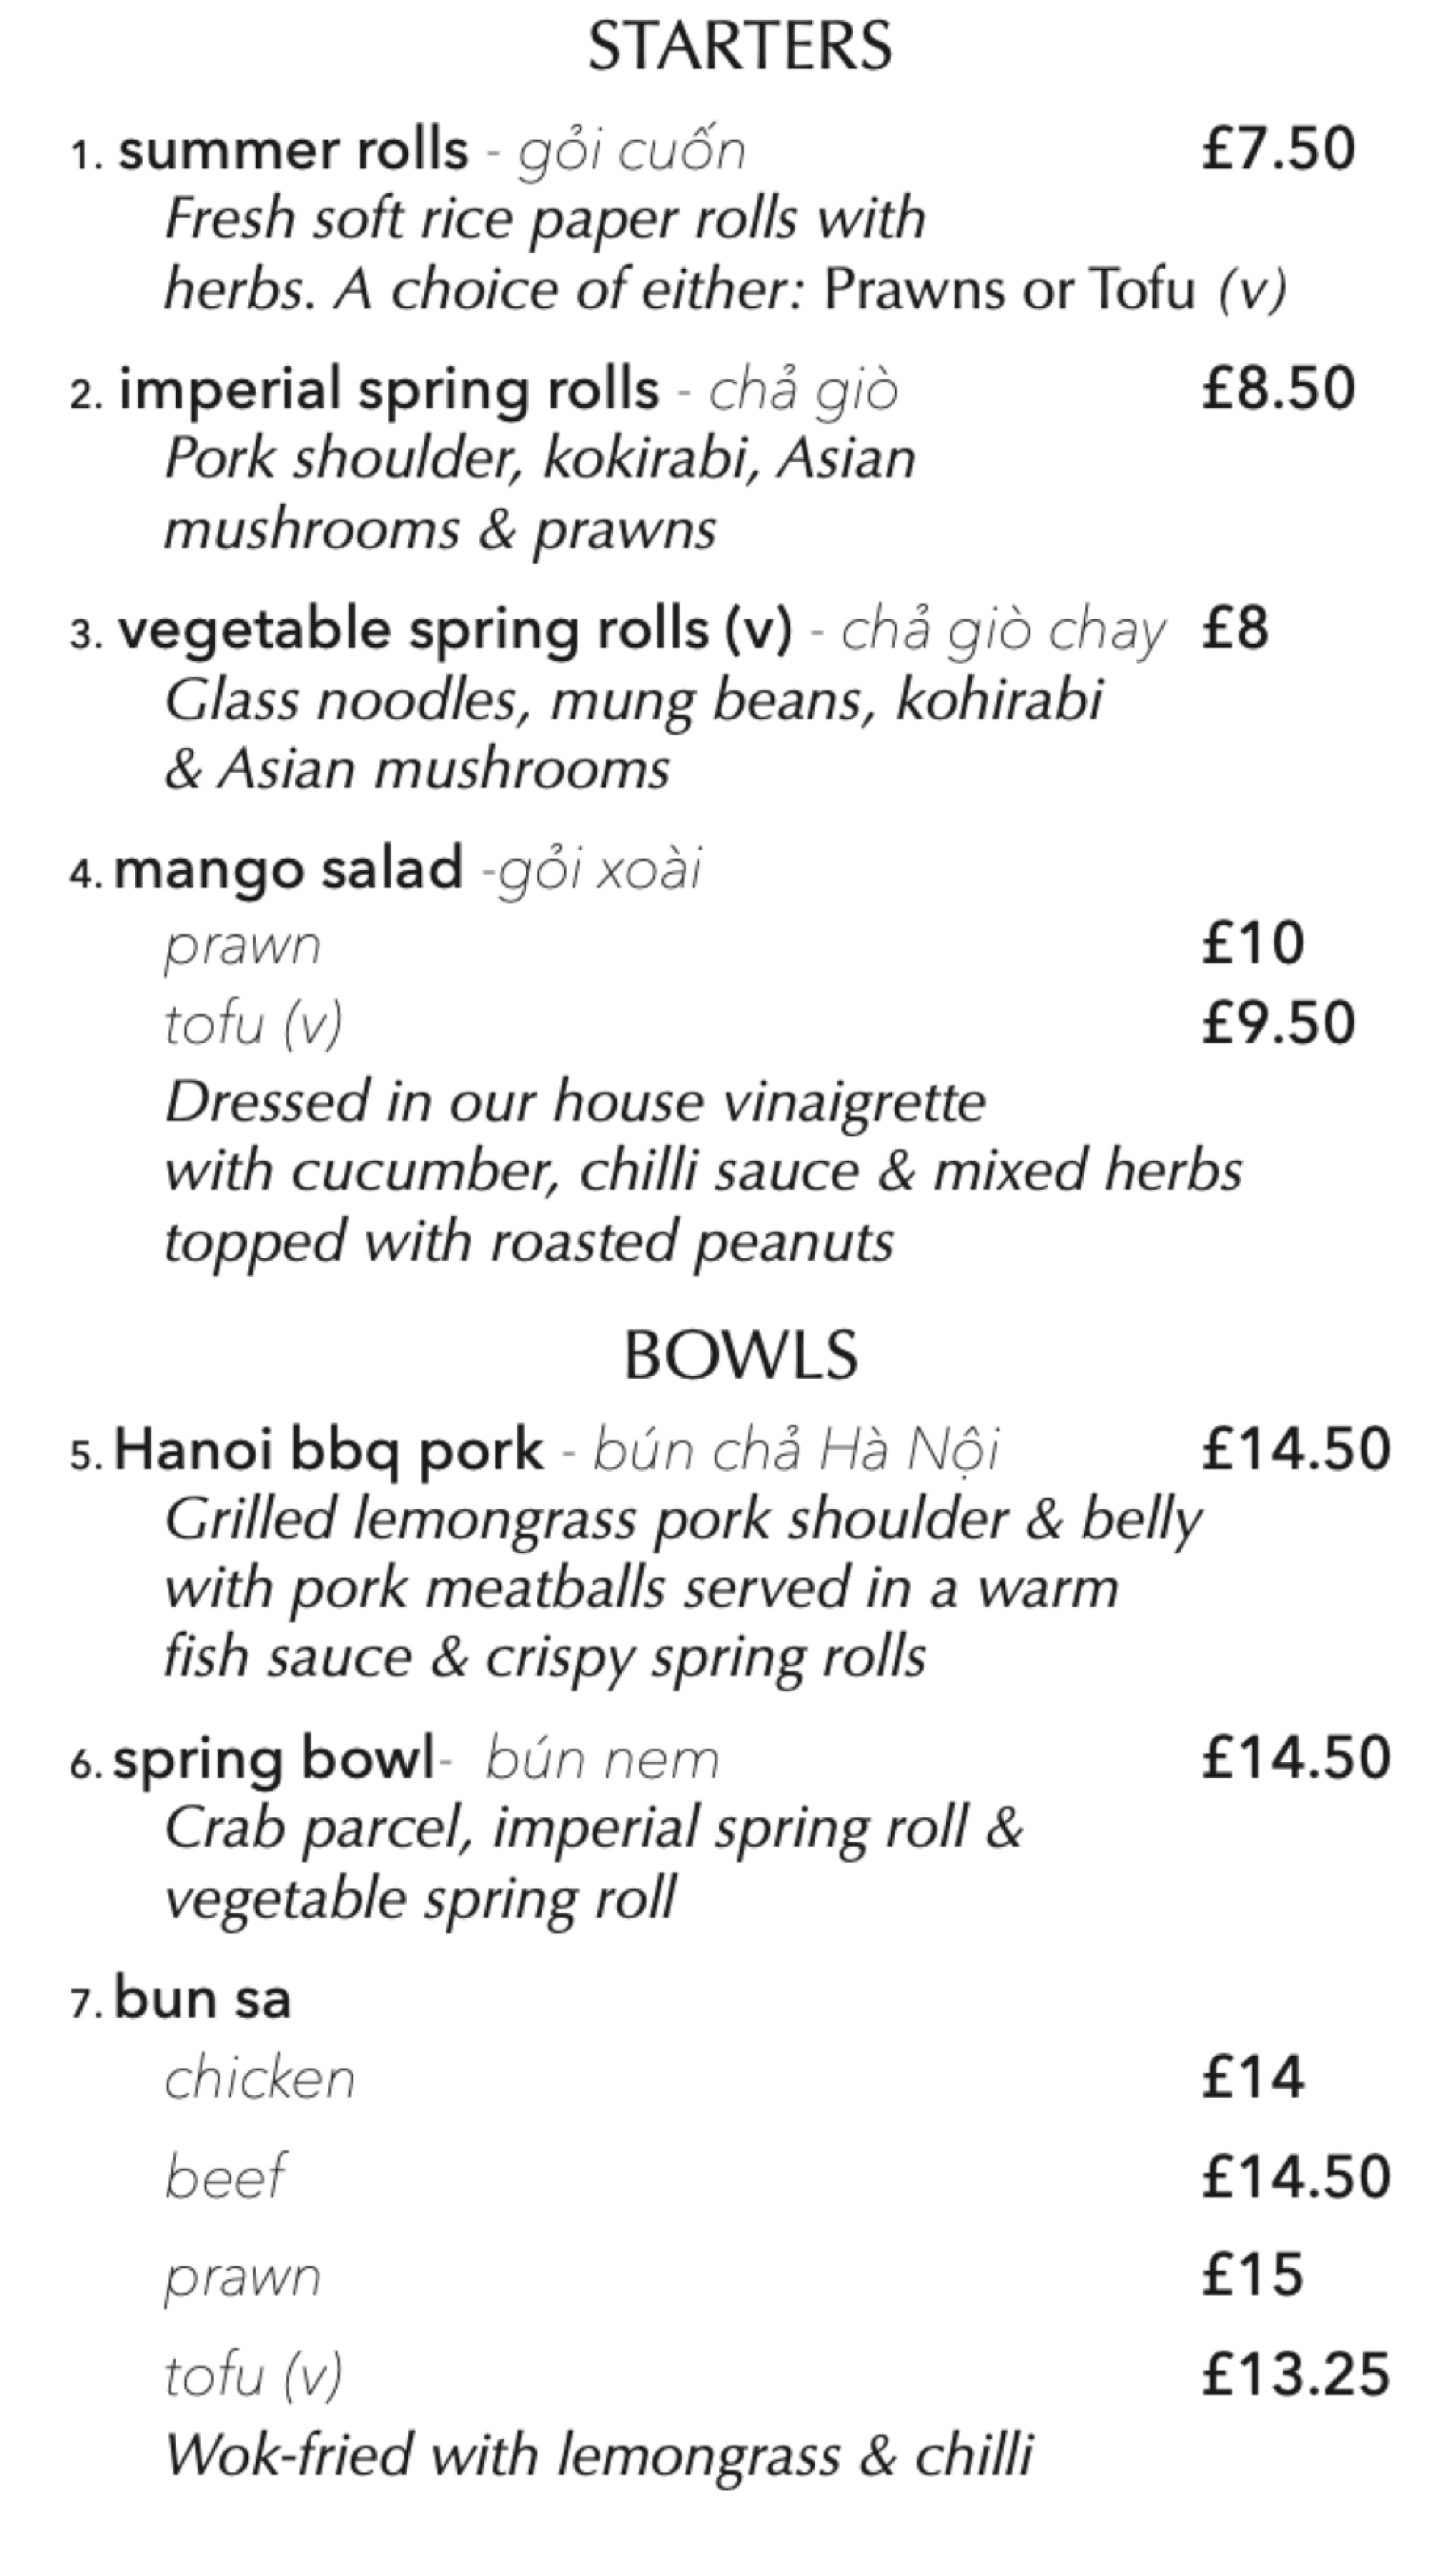 STARTERS
1. summer rolls - gỏi cuốn £7.50
Fresh soft rice paper rolls with
herbs. A choice of either: Prawns or Tofu (v)
2. imperial spring rolls - chả giò £8.50
Pork shoulder, kokirabi, Asian
mushrooms & prawns
3. vegetable spring rolls (v) - chả giò chay £8
Glass noodles, mung beans, kohirabi
& Asian mushrooms
4. mango salad -gỏi xoài
prawn £10
tofu (v) £9.50
Dressed in our house vinaigrette
with cucumber, chilli sauce & mixed herbs
topped with roasted peanuts
BOWLS
5. Hanoi bbq pork - bún chả Hà Nội £14.50
Grilled lemongrass pork shoulder & belly
with pork meatballs served in a warm
fish sauce & crispy spring rolls
6. spring bowl- bún nem £14.50
Crab parcel, imperial spring roll &
vegetable spring roll
7. bun sa
chicken £14
beef £14.50
prawn £15
tofu (v) £13.25
Wok-fried with lemongrass & chilli